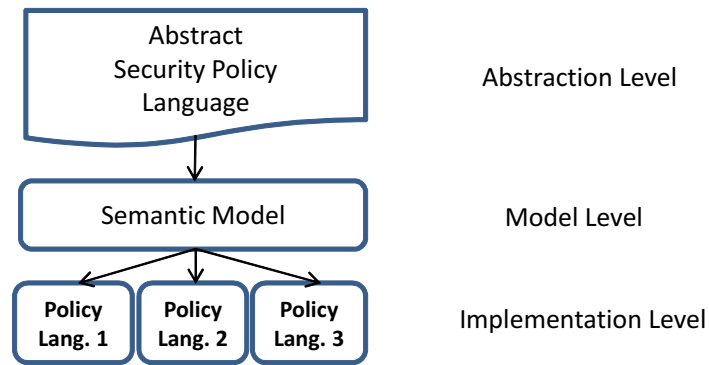 Abstract
Security Policy
Language
Abstraction Level
Semantic Model
Model Level
Policy
Lang. 1
Policy
Lang. 2
Policy
Lang. 3
Implementation Level